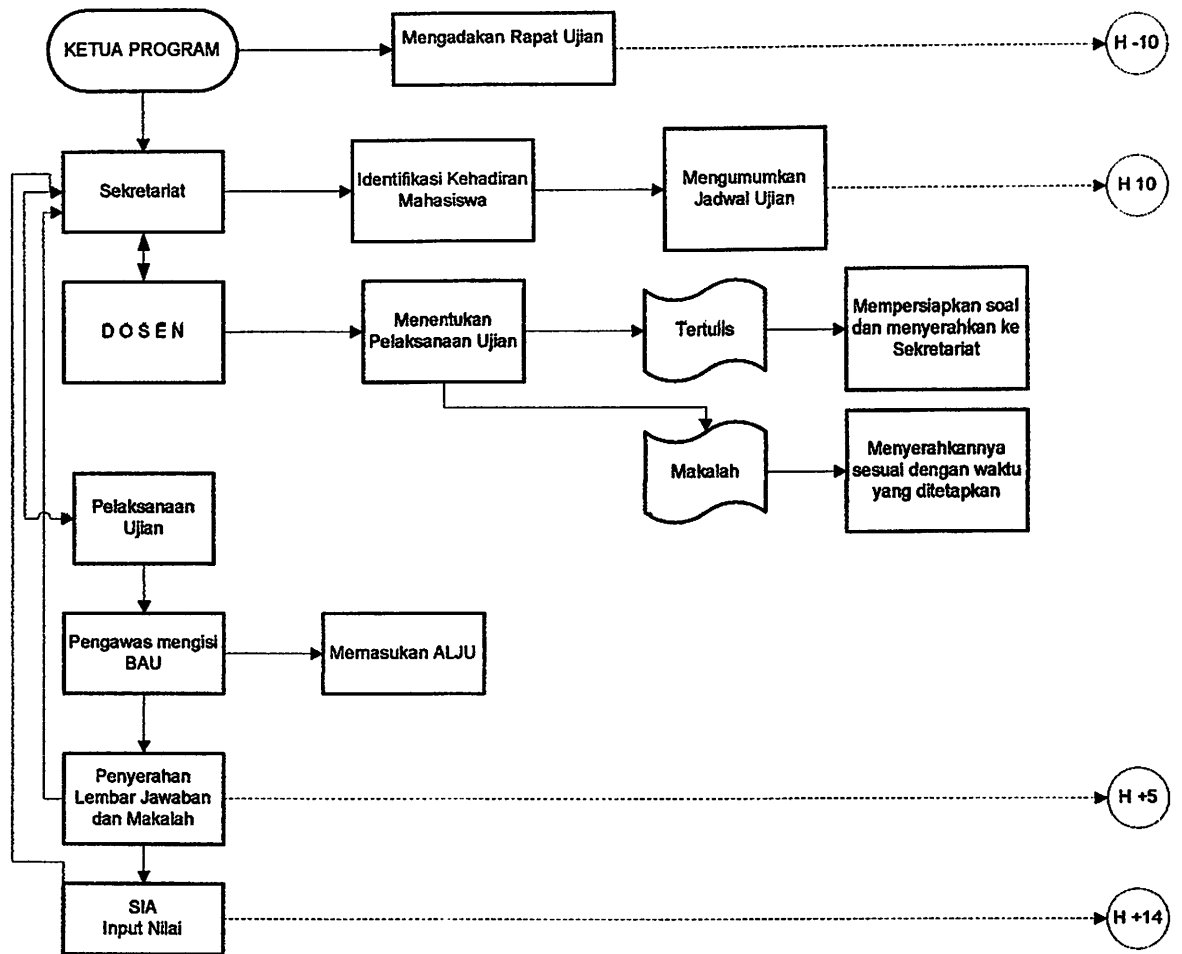 KETUA PROGRAM
Mengadakan Rapat Ujian
H -10
Sekretariat
Identifikasi Kehadiran
Mahasiswa
Mengumumkan
Jadwal Ujian
H 10
DOSEN
Menentukan
Pelaksanaan Ujian
Tertulis
Mempersiapkan soal
dan menyerahkan ke
Sekretariat
Makalah
Menyerahkannya
sesuai dengan waktu
yang ditetapkan
Pelaksanaan
Ujian
Pengawas mengisi
BAU
Memasukan ALJU
Penyerahan
Lembar Jawaban
dan Makalah
H +5
SIA
Input Nilai
H +14